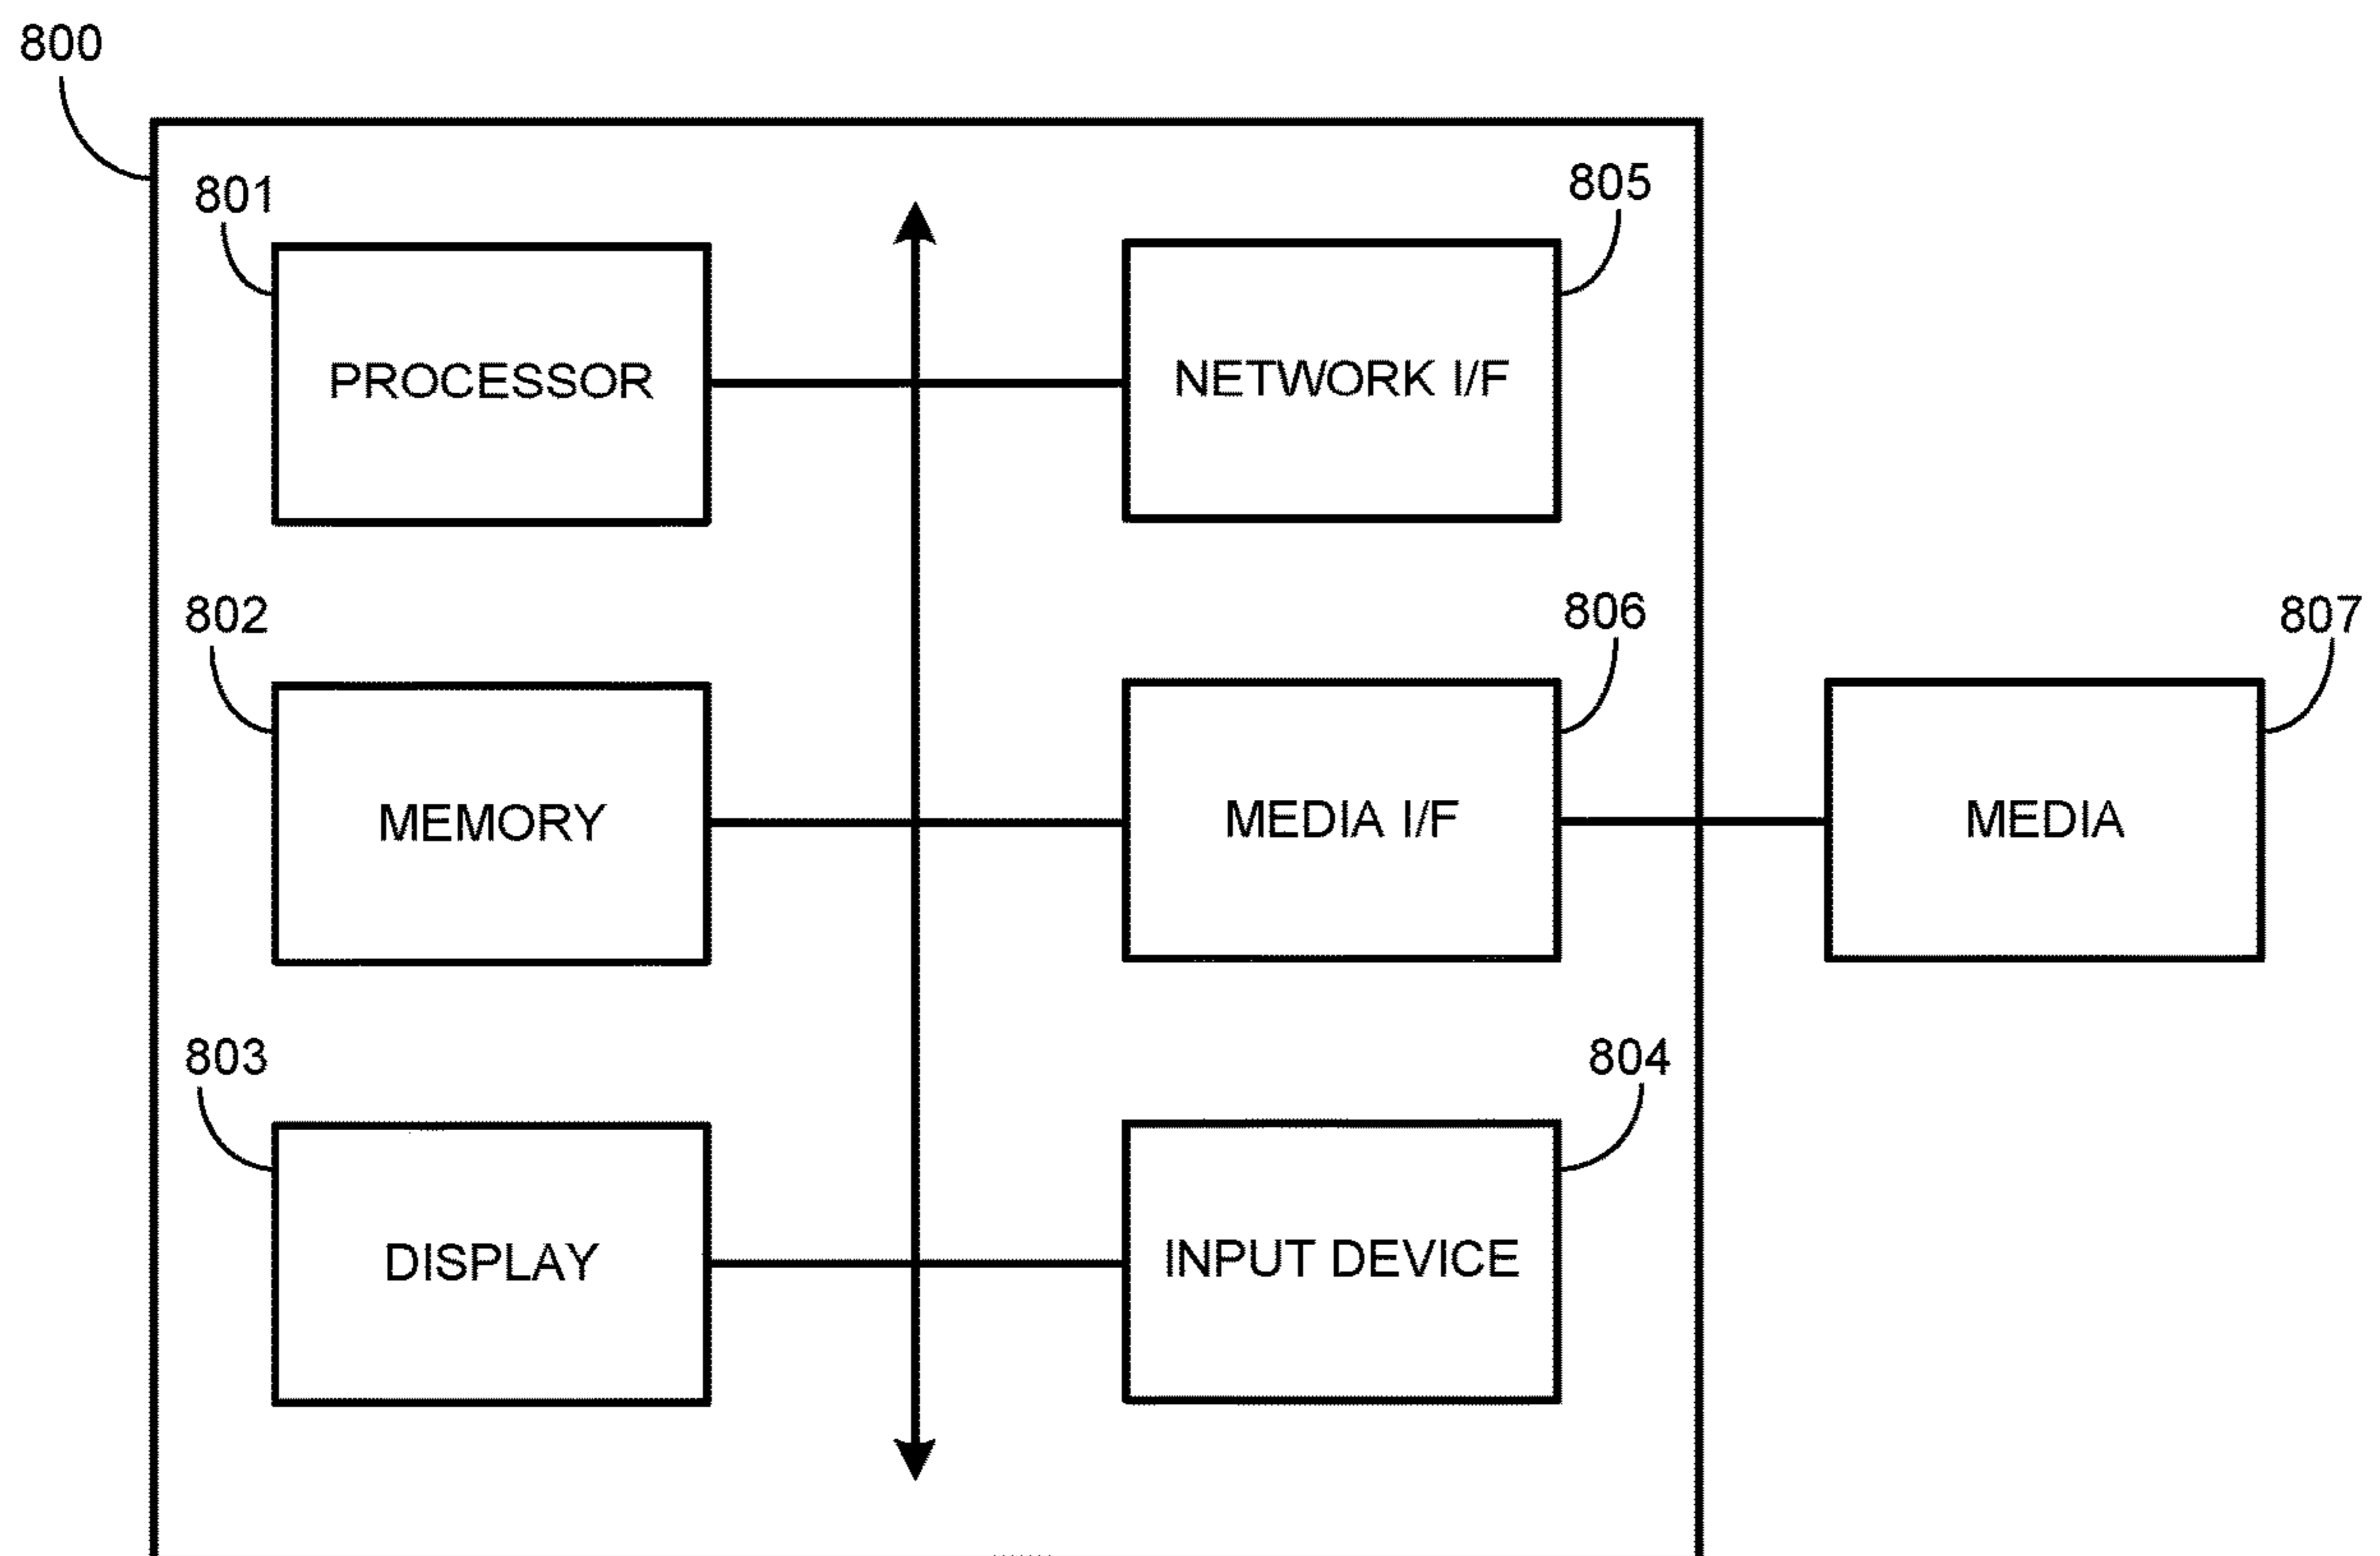 800
801
805
PROCESSOR
NETWORK I/F
802
806
807
MEMORY
MEDIA I/F
MEDIA
803
804
DISPLAY
INPUT DEVICE